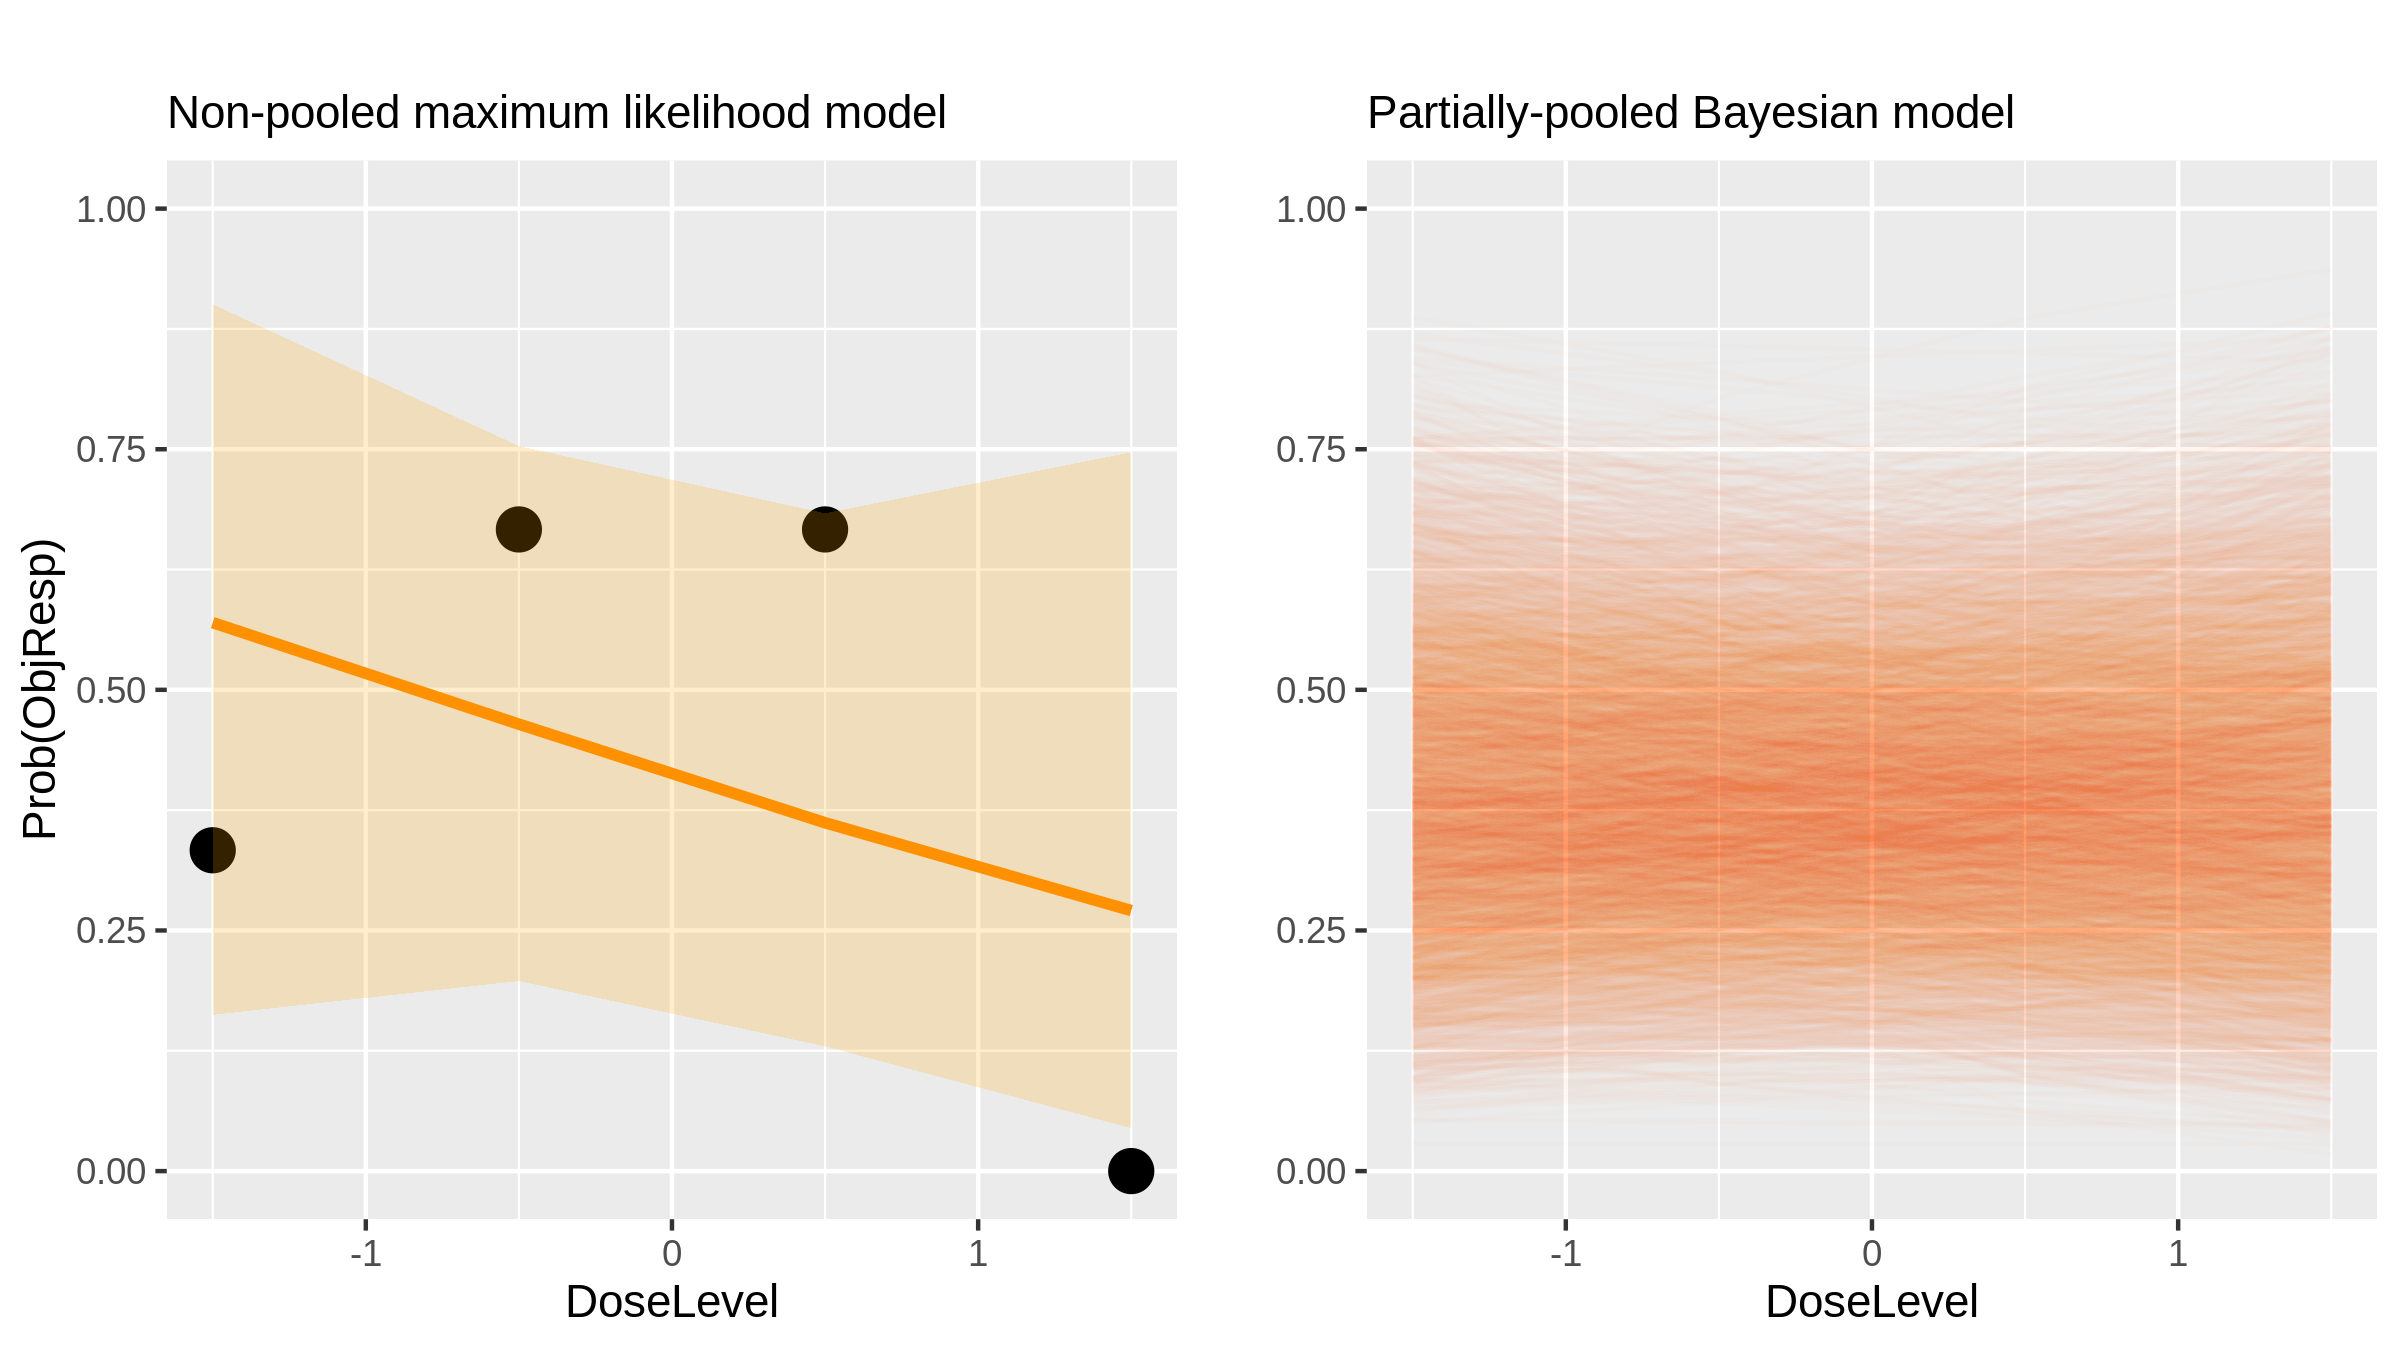 Non-pooled maximum likelihood model
Prob(ObjResp)
1.00
0.75
0.50
0.25
0.00
-1 0 1
DoseLevel
Partially-pooled Bayesian model
1.00
0.75
0.50
0.25
0.00
-1 0 1
DoseLevel